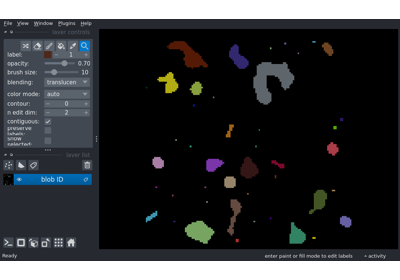 File View Window Plugins Help
layer controls
label: 1
opacity: 0.70
brush size: 10
blending: translucen
color mode: auto
contour: 0
n edit dim: 2
contiguous:
preserve labels:
show selected:
layer list
blob ID
Ready
enter paint or fill mode to edit labels
activity